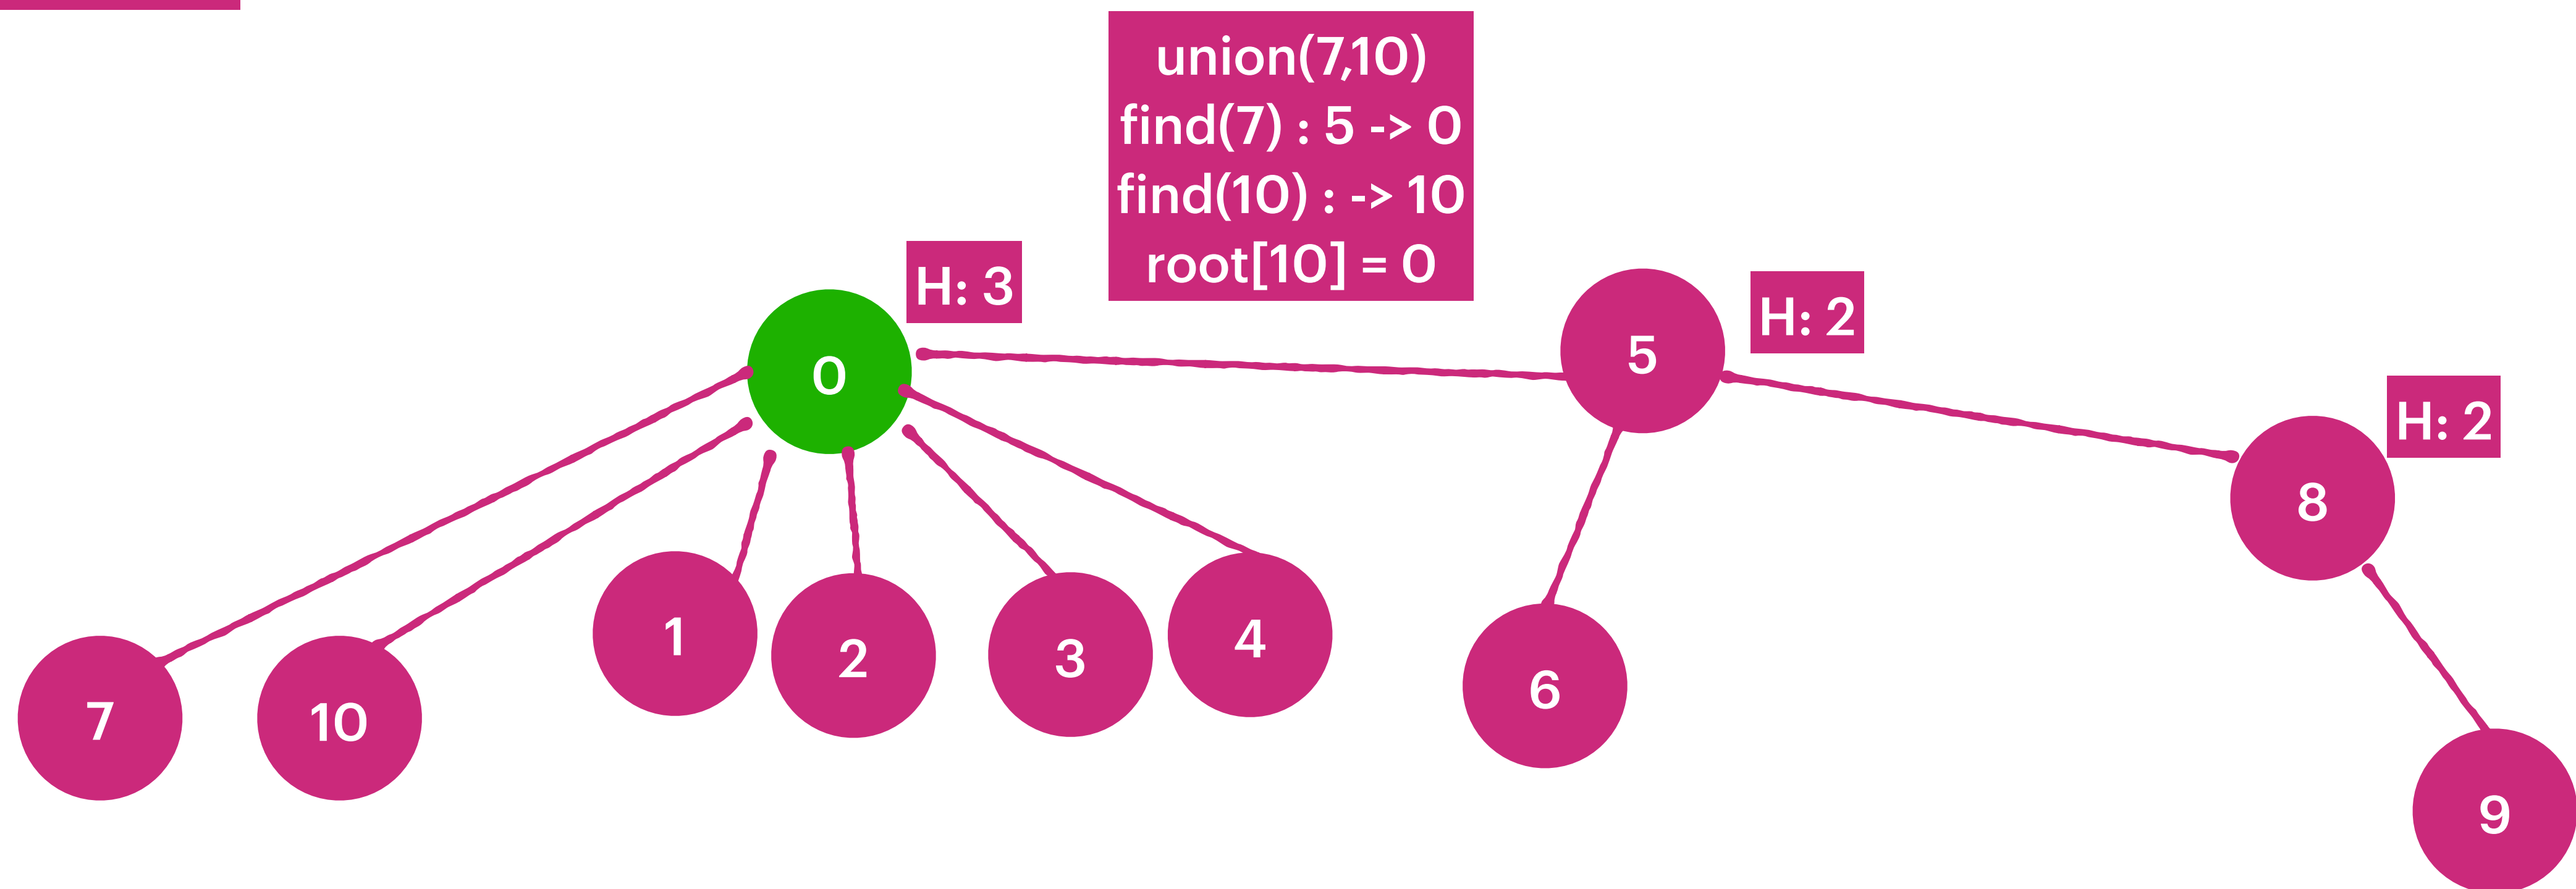 union(7,10)
find(7) : 5 -> 0
find(10) : -> 10
root[10] = 0
H: 3
H: 2
H: 2
0
5
8
1
2
3
4
6
7
10
9